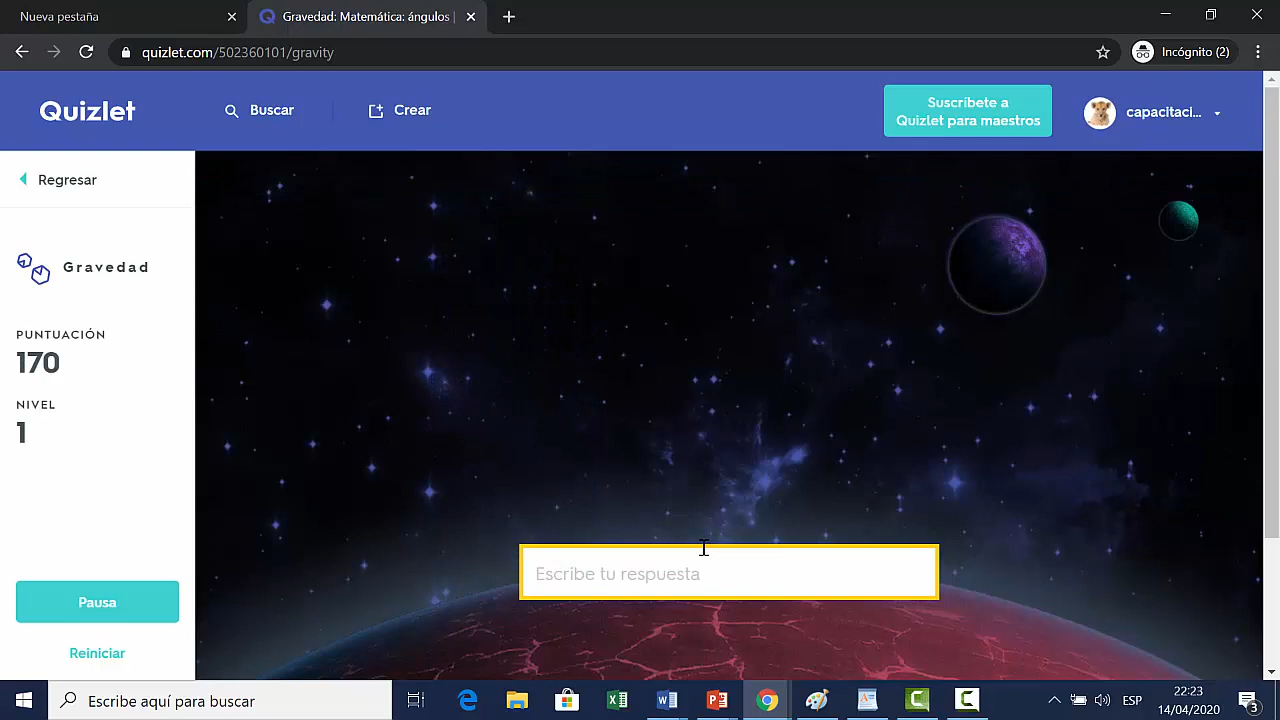 Nueva pestaña
Gravedad: Matemática: ángulos |
quizlet.com/502360101/gravity
Incógnito (2)
Quizlet
Buscar
Crear
Suscríbete a
Quizlet para maestros
capacitaci...
Regresar
Gravedad
PUNTUACIÓN
170
NIVEL
1
Escribe tu respuesta
Pausa
Reiniciar
Escribe aquí para buscar
ESP
22:23
14/04/2020
3